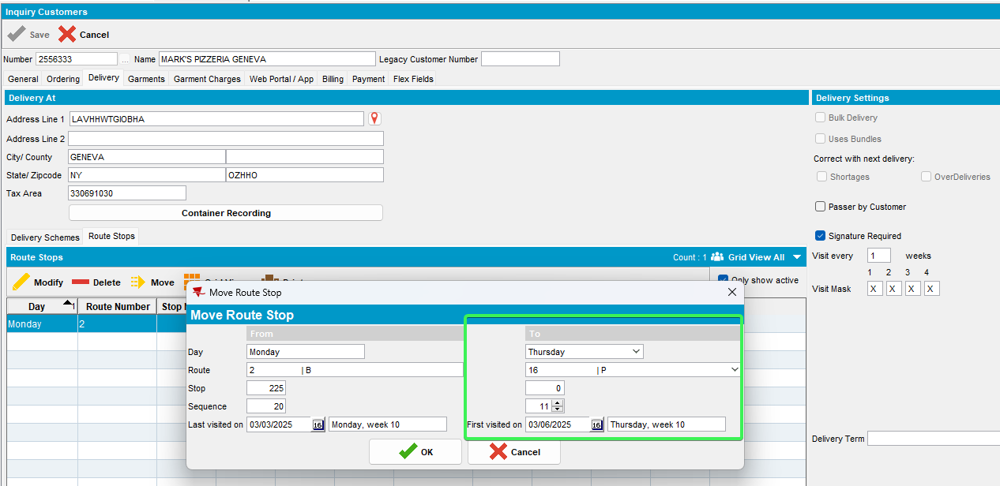 Inquiry Customers
Save Cancel
Number 2556333 ... Name MARK'S PIZZERIA GENEVA Legacy Customer Number
General Ordering Delivery Garments Garment Charges Web Portal / App Billing Payment Flex Fields
Delivery At Delivery Settings
Address Line 1 LAVHHWTGIOBHA Bulk Delivery
Address Line 2 Uses Bundles
City/ County GENEVA Correct with next delivery:
State/ Zipcode NY OZHHO Shortages OverDeliveries
Tax Area 330691030
Container Recording Passer by Customer
Delivery Schemes Route Stops Signature Required
Route Stops Count : 1 Grid View All Visit every 1 weeks
1 2 3 4
Modify Delete Move Only show active Visit Mask X X X X
Move Route Stop
Day 1 Route Number Stop
Move Route Stop
Monday 2
From To
Day Monday Thursday
Route 2 | B 16 | P
Stop 225 0
Sequence 20 11
Last visited on 03/03/2025 16 Monday, week 10 First visited on 03/06/2025 16 Thursday, week 10
Delivery Term
OK Cancel